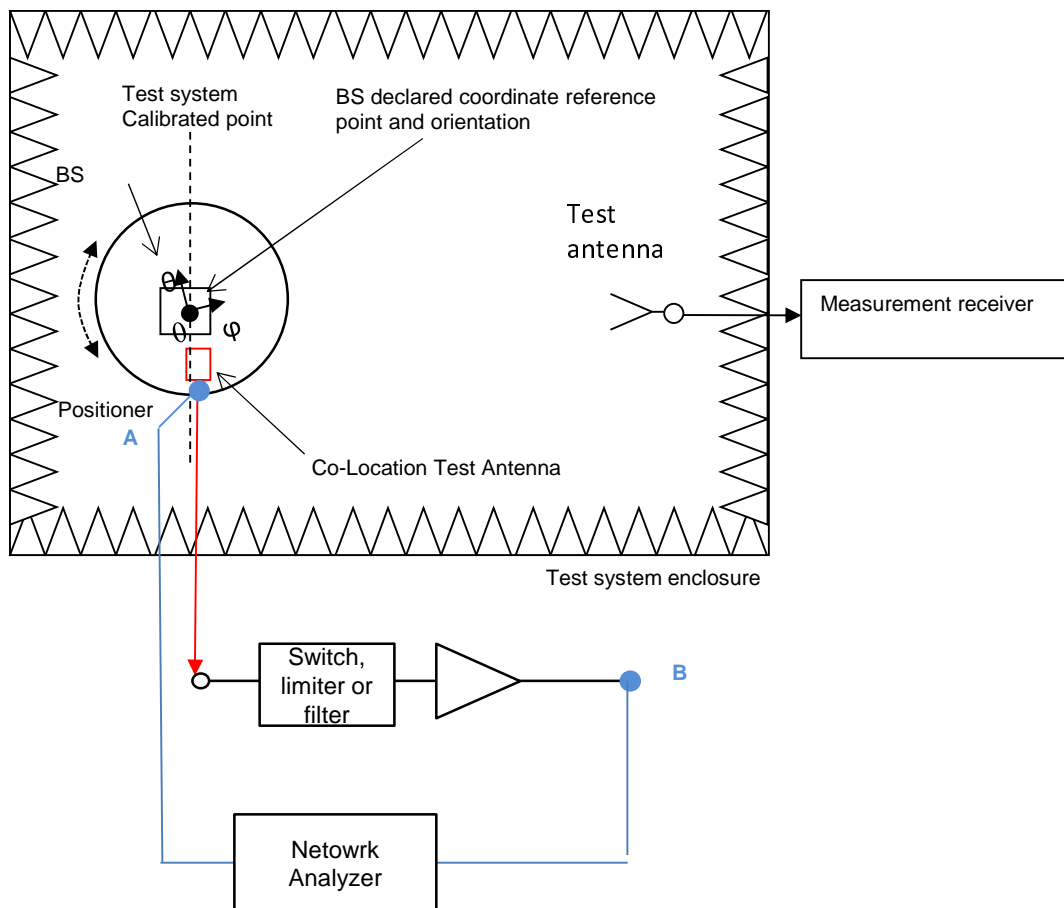 Test system
Calibrated point
BS declared coordinate reference
point and orientation
BS
Test
antenna
Measurement receiver
θ
θ
φ
Positioner
A
Co-Location Test Antenna
Test system enclosure
Switch,
limiter or
filter
B
Netowrk
Analyzer